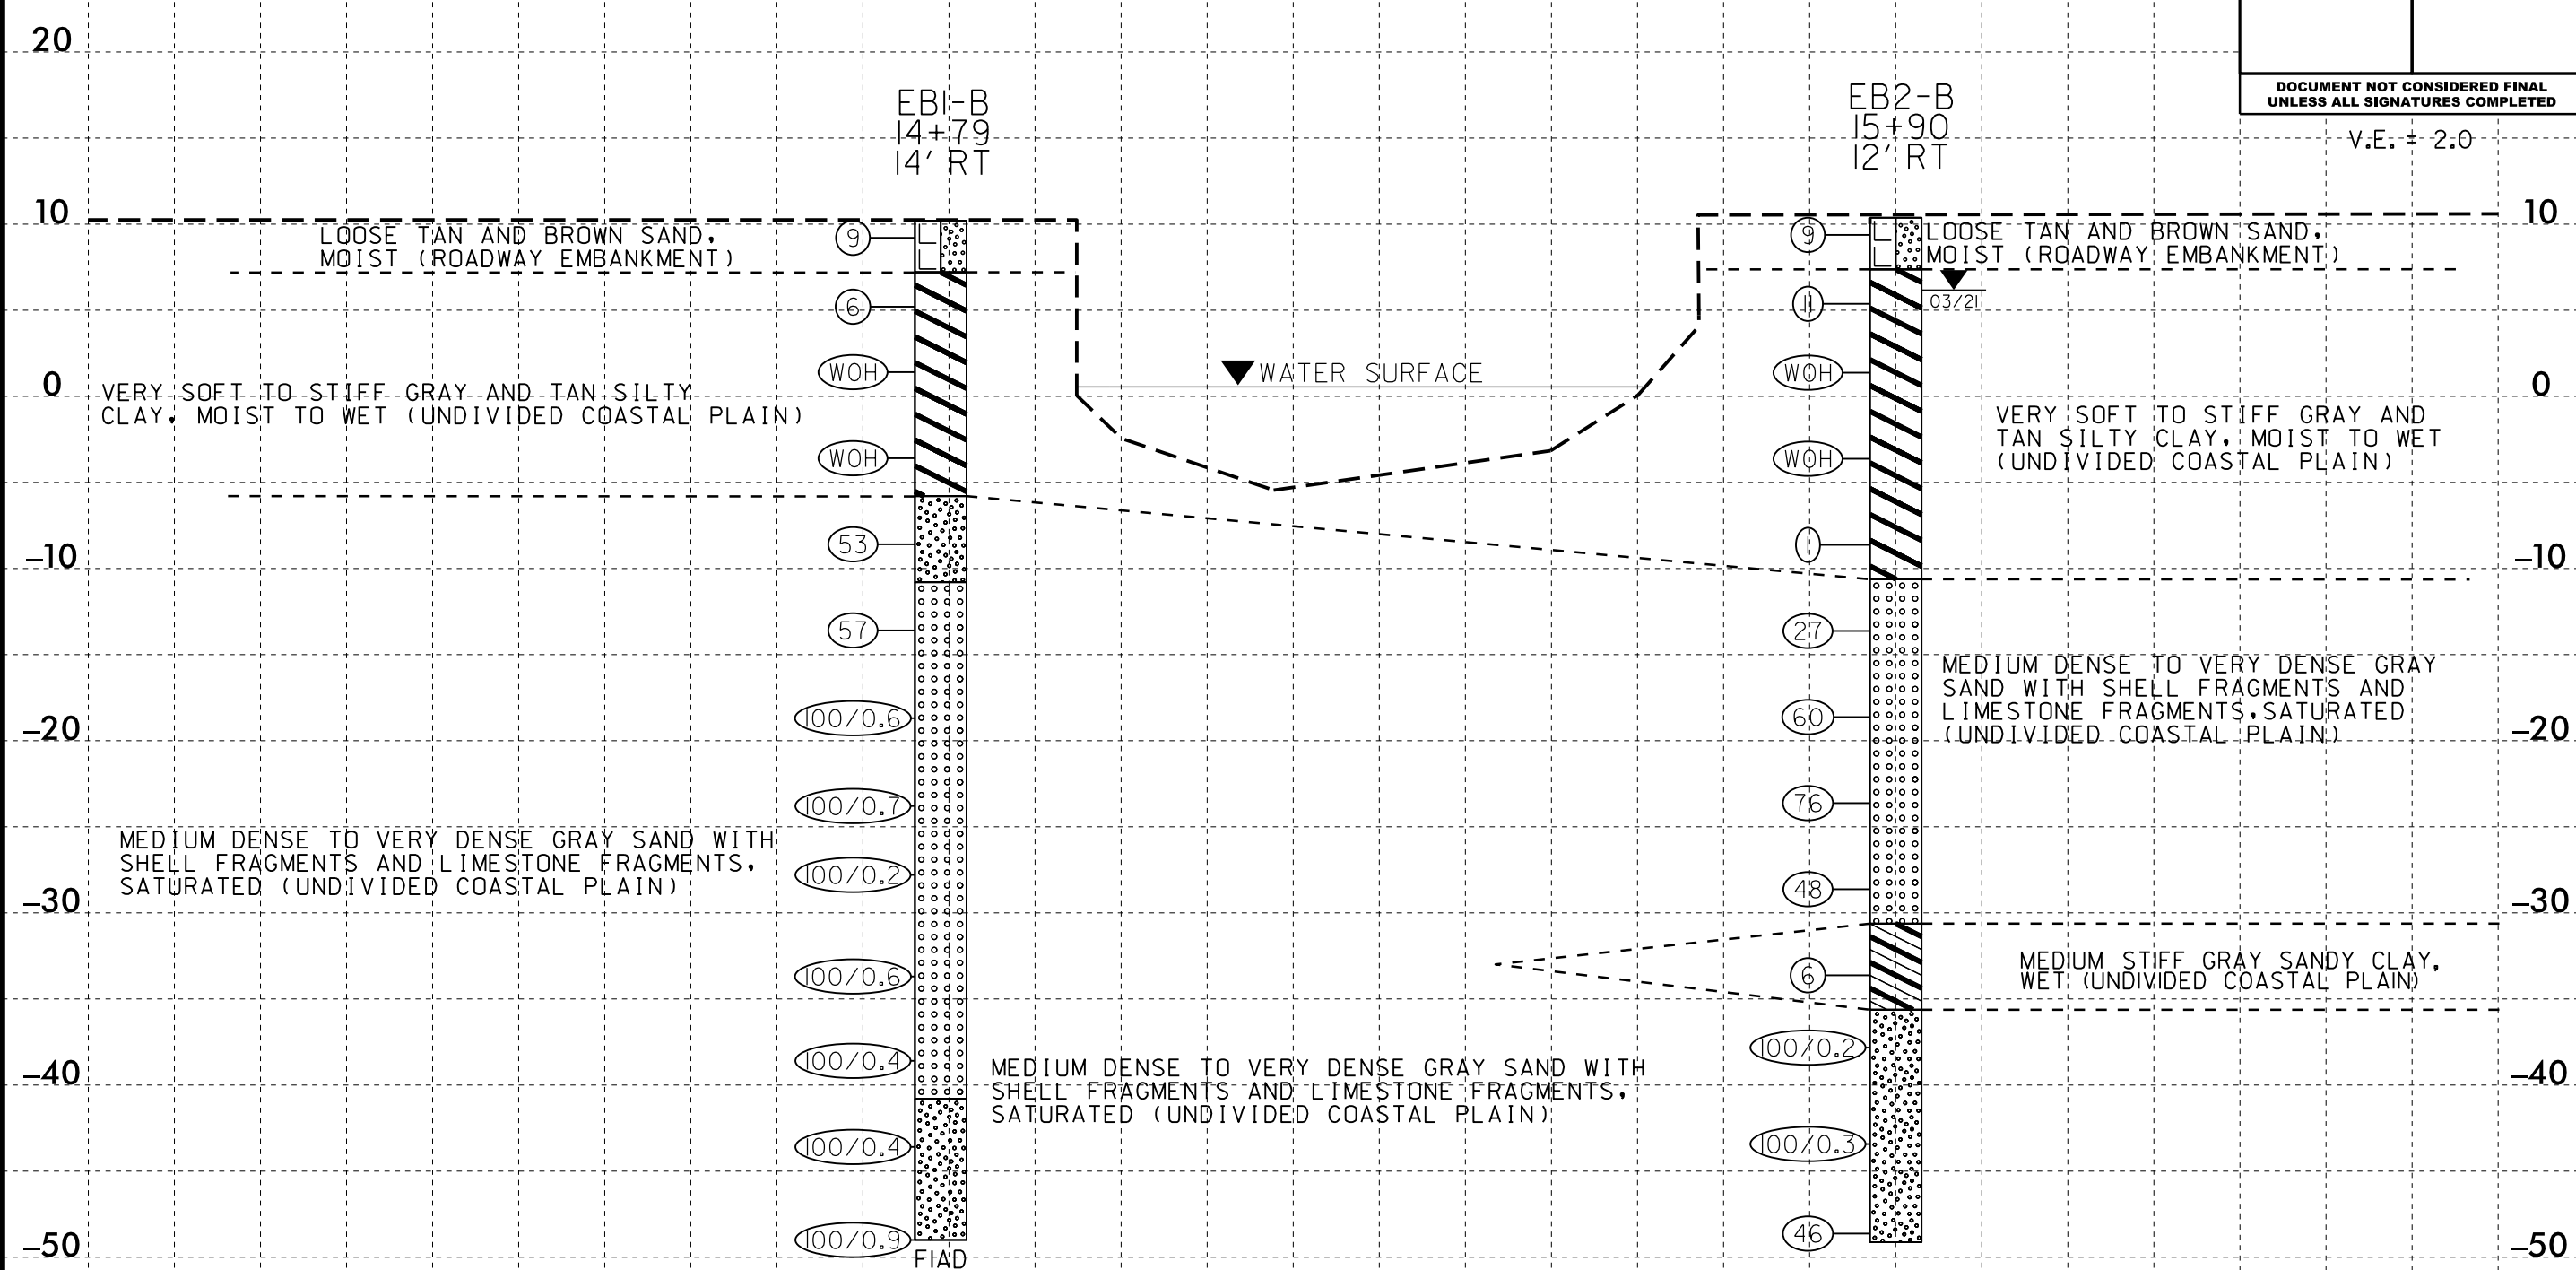 20
EB1-B
14+79
14' RT
EB2-B
15+90
12' RT
DOCUMENT NOT CONSIDERED FINAL
UNLESS ALL SIGNATURES COMPLETED
V.E. = 2.0
10
10
LOOSE TAN AND BROWN SAND,
MOIST (ROADWAY EMBANKMENT)
9
9
LOOSE TAN AND BROWN SAND,
MOIST (ROADWAY EMBANKMENT)
6
11
03/21
WOH
WATER SURFACE
WOH
0
0
VERY SOFT TO STIFF GRAY AND TAN SILTY
CLAY, MOIST TO WET (UNDIVIDED COASTAL PLAIN)
VERY SOFT TO STIFF GRAY AND
TAN SILTY CLAY, MOIST TO WET
(UNDIVIDED COASTAL PLAIN)
WOH
WOH
-10
-10
53
1
57
27
MEDIUM DENSE TO VERY DENSE GRAY
SAND WITH SHELL FRAGMENTS AND
LIMESTONE FRAGMENTS, SATURATED
(UNDIVIDED COASTAL PLAIN)
100/0.6
60
-20
-20
100/0.7
76
MEDIUM DENSE TO VERY DENSE GRAY SAND WITH
SHELL FRAGMENTS AND LIMESTONE FRAGMENTS,
SATURATED (UNDIVIDED COASTAL PLAIN)
100/0.2
48
-30
-30
100/0.6
6
MEDIUM STIFF GRAY SANDY CLAY,
WET (UNDIVIDED COASTAL PLAIN)
100/0.4
100/0.2
-40
-40
MEDIUM DENSE TO VERY DENSE GRAY SAND WITH
SHELL FRAGMENTS AND LIMESTONE FRAGMENTS,
SATURATED (UNDIVIDED COASTAL PLAIN)
100/0.4
100/0.3
100/0.9
46
-50
-50
FIAD